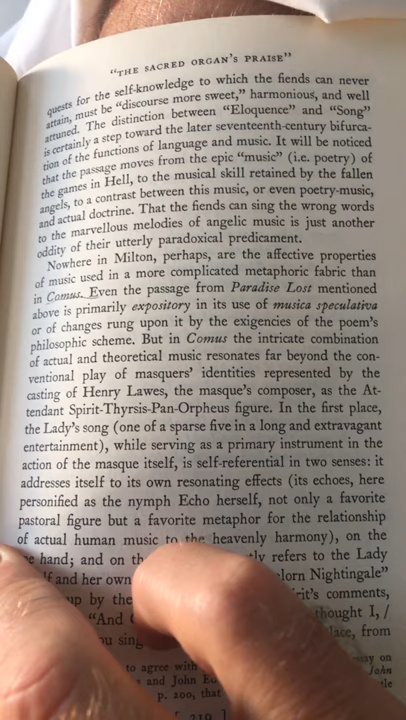 "THE SACRED ORGAN'S PRAISE"
quests for the self-knowledge to which the fiends can never
attain, must be "discourse more sweet," harmonious, and well
attuned. The distinction between "Eloquence" and "Song"
is certainly a step toward the later seventeenth-century bifurca-
tion of the functions of language and music. It will be noticed
that the passage moves from the epic "music" (i.e. poetry) of
the games in Hell, to the musical skill retained by the fallen
angels, to a contrast between this music, or even poetry-music,
and actual doctrine. That the fiends can sing the wrong words
to the marvellous melodies of angelic music is just another
oddity of their utterly paradoxical predicament.
Nowhere in Milton, perhaps, are the affective properties
of music used in a more complicated metaphoric fabric than
in Comus. Even the passage from Paradise Lost mentioned
above is primarily expository in its use of musica speculativa
or of changes rung upon it by the exigencies of the poem's
philosophic scheme. But in Comus the intricate combination
of actual and theoretical music resonates far beyond the con-
ventional play of masquers' identities represented by the
casting of Henry Lawes, the masque's composer, as the At-
tendant Spirit-Thyrsis-Pan-Orpheus figure. In the first place,
the Lady's song (one of a sparse five in a long and extravagant
entertainment), while serving as a primary instrument in the
action of the masque itself, is self-referential in two senses: it
addresses itself to its own resonating effects (its echoes, here
personified as the nymph Echo herself, not only a favorite
pastoral figure but a favorite metaphor for the relationship
of actual human music to the heavenly harmony), on the
hand; and on refers to the Lady
and her own Nightingale"
up by the comments,
"And thought I, /
sing from
to agree with on
and John John
p. 200, that
[ 319 ]